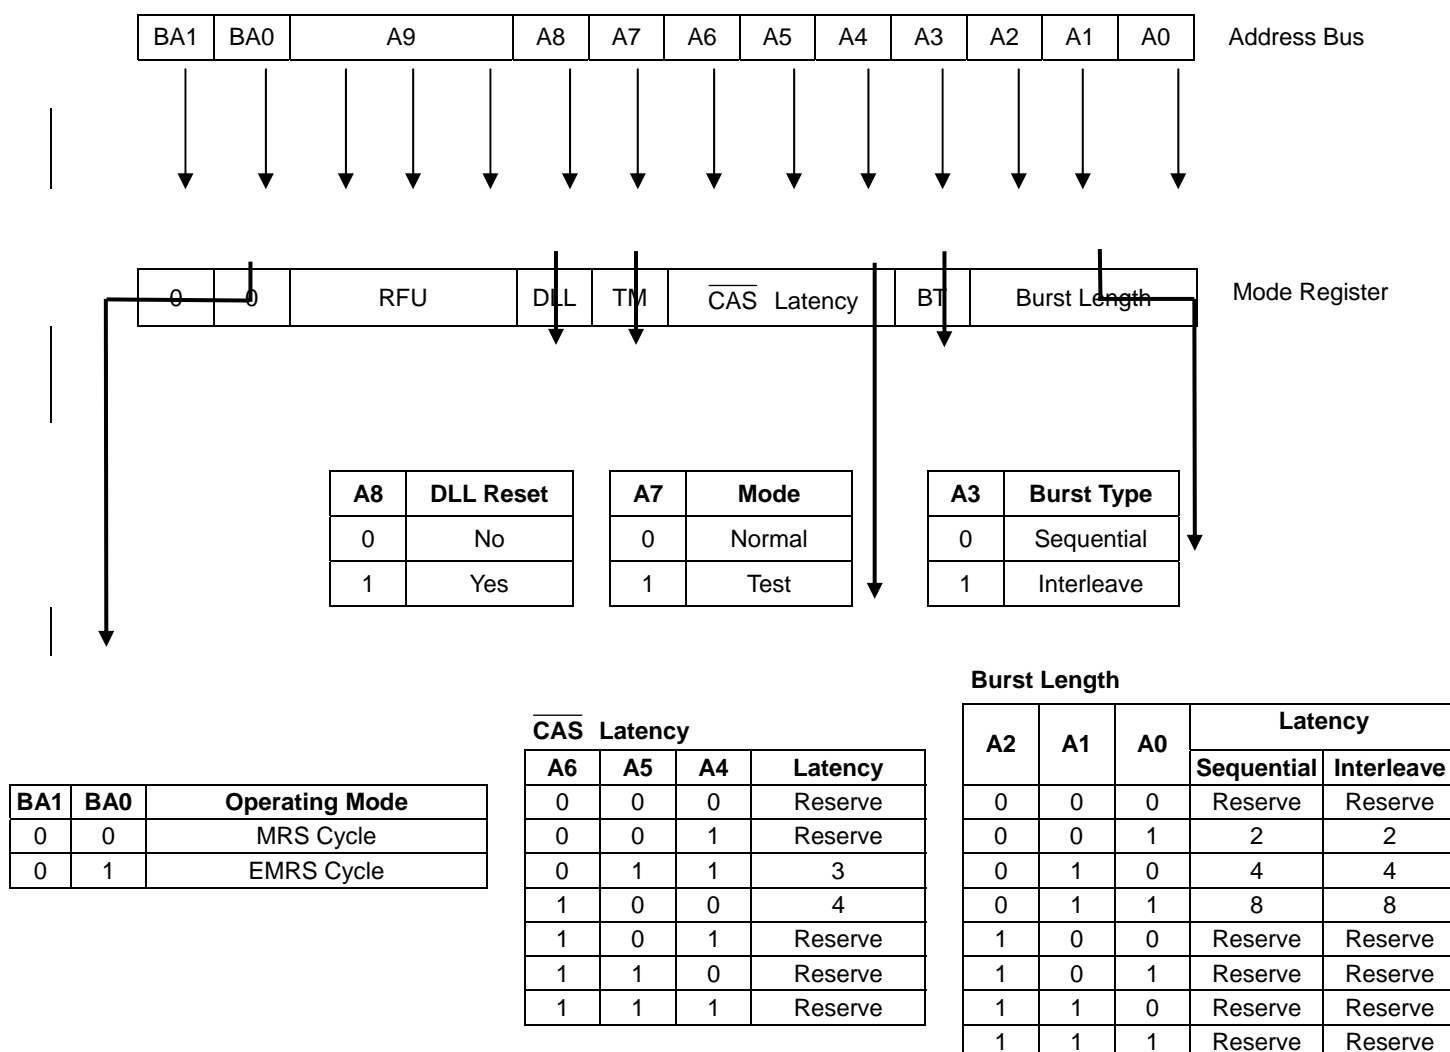 BA1 BA0 A9 A8 A7 A6 A5 A4 A3 A2 A1 A0 Address Bus
0 0 RFU DLL TM CAS Latency BT Burst Length Mode Register
A8 DLL Reset
0 No
1 Yes
A7 Mode
0 Normal
1 Test
A3 Burst Type
0 Sequential
1 Interleave
BA1 BA0 Operating Mode
0 0 MRS Cycle
0 1 EMRS Cycle
CAS Latency
A6 A5 A4 Latency
0 0 0 Reserve
0 0 1 Reserve
0 1 1 3
1 0 0 4
1 0 1 Reserve
1 1 0 Reserve
1 1 1 Reserve
Burst Length
A2 A1 A0 Latency
Sequential Interleave
0 0 0 Reserve Reserve
0 0 1 2 2
0 1 0 4 4
0 1 1 8 8
1 0 0 Reserve Reserve
1 0 1 Reserve Reserve
1 1 0 Reserve Reserve
1 1 1 Reserve Reserve